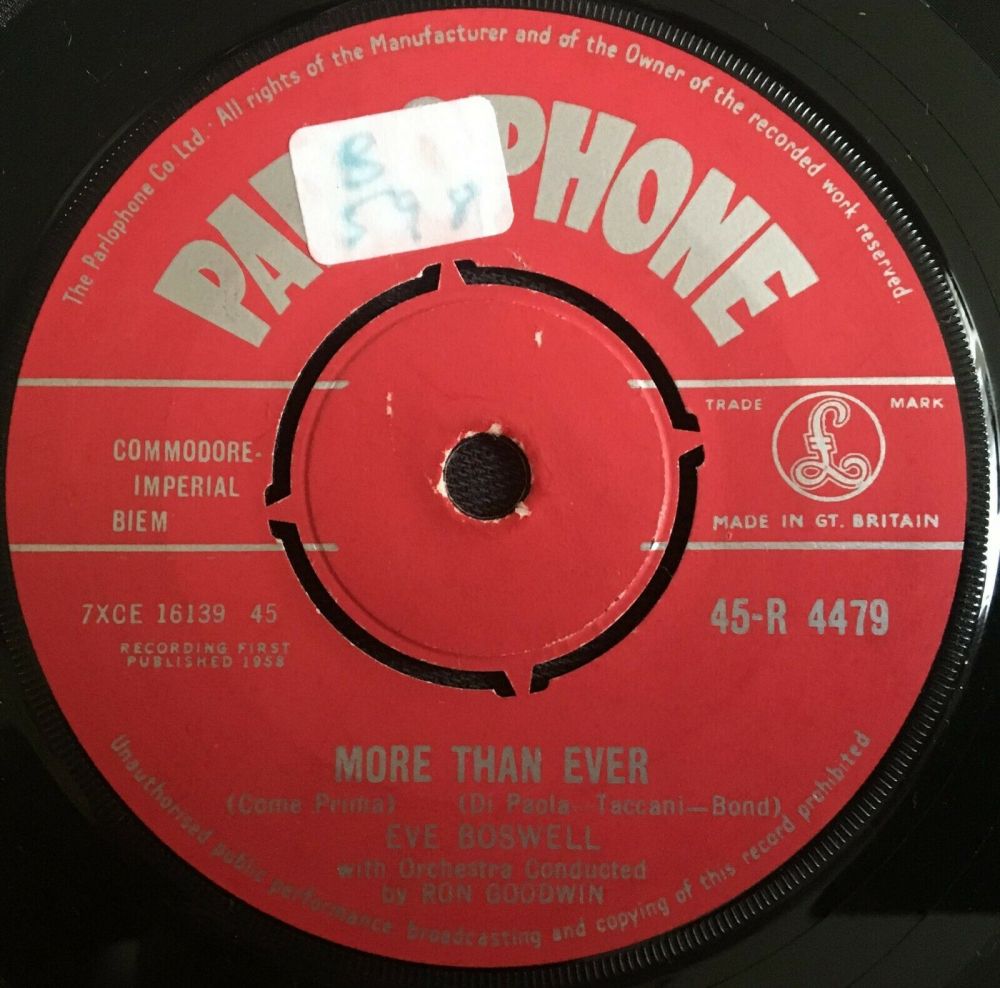 The Parlophone Co. Ltd. All rights of the Manufacturer and of the Owner of the recorded work reserved.
PA PHONE
B
598
TRADE MARK
£
COMMODORE-
IMPERIAL
BIEM
MADE IN GT. BRITAIN
7XCE 16139 45
45-R 4479
RECORDING FIRST
PUBLISHED 1958
MORE THAN EVER
(Come Prima) (Di Paola—Taccani—Bond)
EVE BOSWELL
with Orchestra Conducted
by RON GOODWIN
Unauthorised public performance broadcasting and copying of this record prohibited